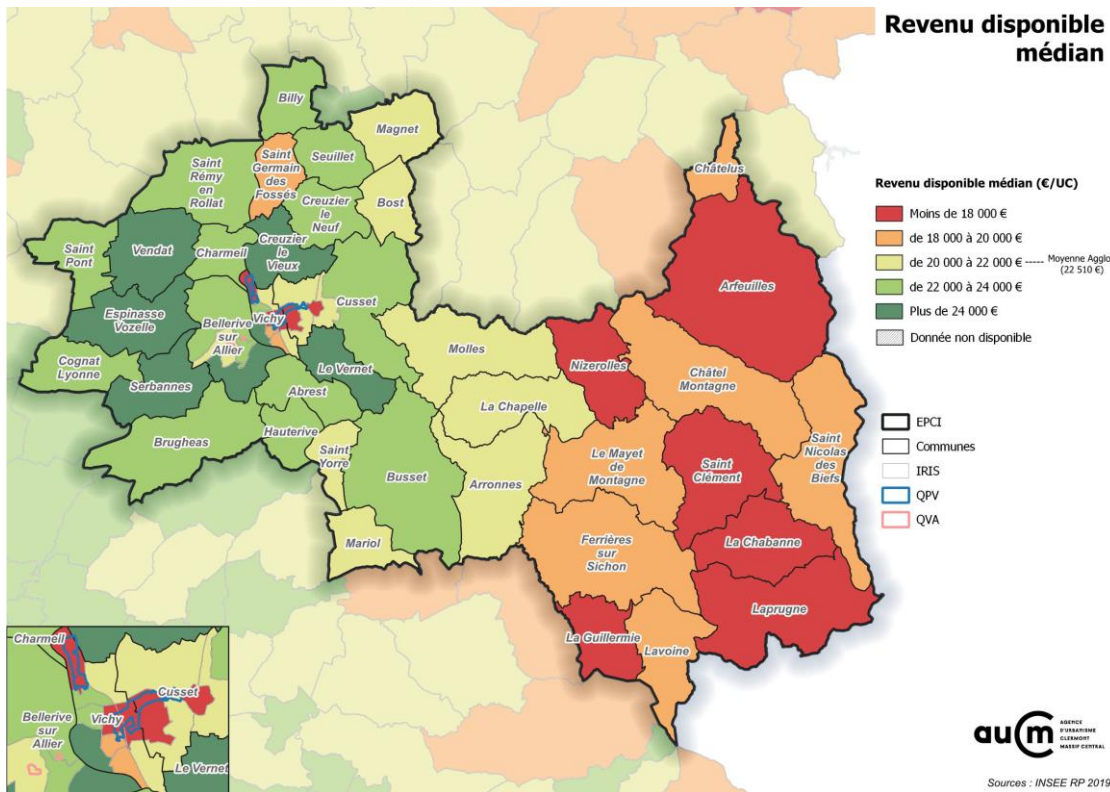 Revenu disponible
médian
Billy
Magnet
Saint
Rémy
en
Rollat
Saint
Germain
des
Fossés
Seuillet
Bost
Creuzier
le
Neuf
Châtelus
Saint
Pont
Vendat
Charmeil
Creuzier
le
Vieux
Cusset
Arfeuilles
Espinasse
Vozelle
Bellerive
sur
Allier
Vichy
Cognat
Lyonne
Serbannes
Le Vernet
Molles
Nizerolles
Châtel
Montagne
Abrest
La Chapelle
Brugheas
Hauterive
Saint
Yorre
Busset
Arronnes
Le Mayet
de
Montagne
Saint
Clément
Saint
Nicolas
des
Biefs
Mariol
Ferrières
sur
Sichon
La Chabanne
Laprugne
La Guillermie
Lavoine
Revenu disponible médian (€/UC)
Moins de 18 000 €
de 18 000 à 20 000 €
de 20 000 à 22 000 € ----- Moyenne Agglo
(22 510 €)
de 22 000 à 24 000 €
Plus de 24 000 €
Donnée non disponible
EPCI
Communes
IRIS
QPV
QVA
Charmeil
Cusset
Vichy
Bellerive
sur
Allier
Le Vernet
auCm
AGENCE
D'URBANISME
CLERMONT
MASSIF CENTRAL
Sources : INSEE RP 2019